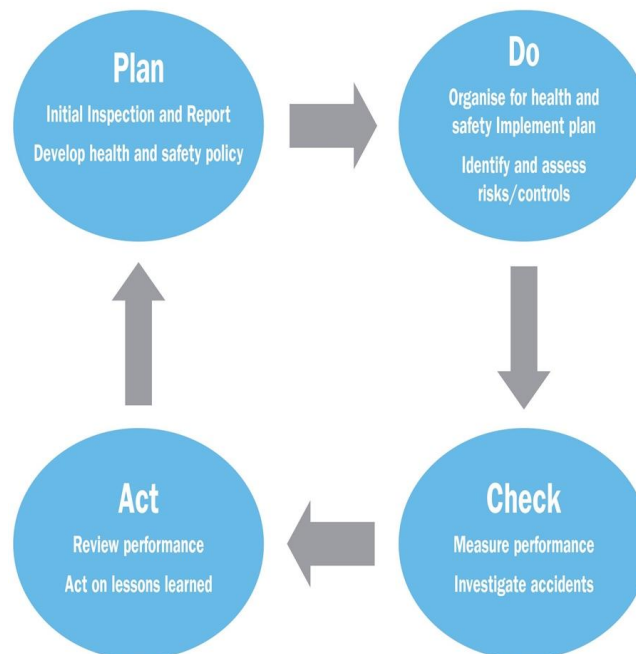 Plan
Initial Inspection and Report
Develop health and safety policy
Do
Organise for health and
safety Implement plan
Identify and assess
risks/controls
Check
Measure performance
Investigate accidents
Act
Review performance
Act on lessons learned